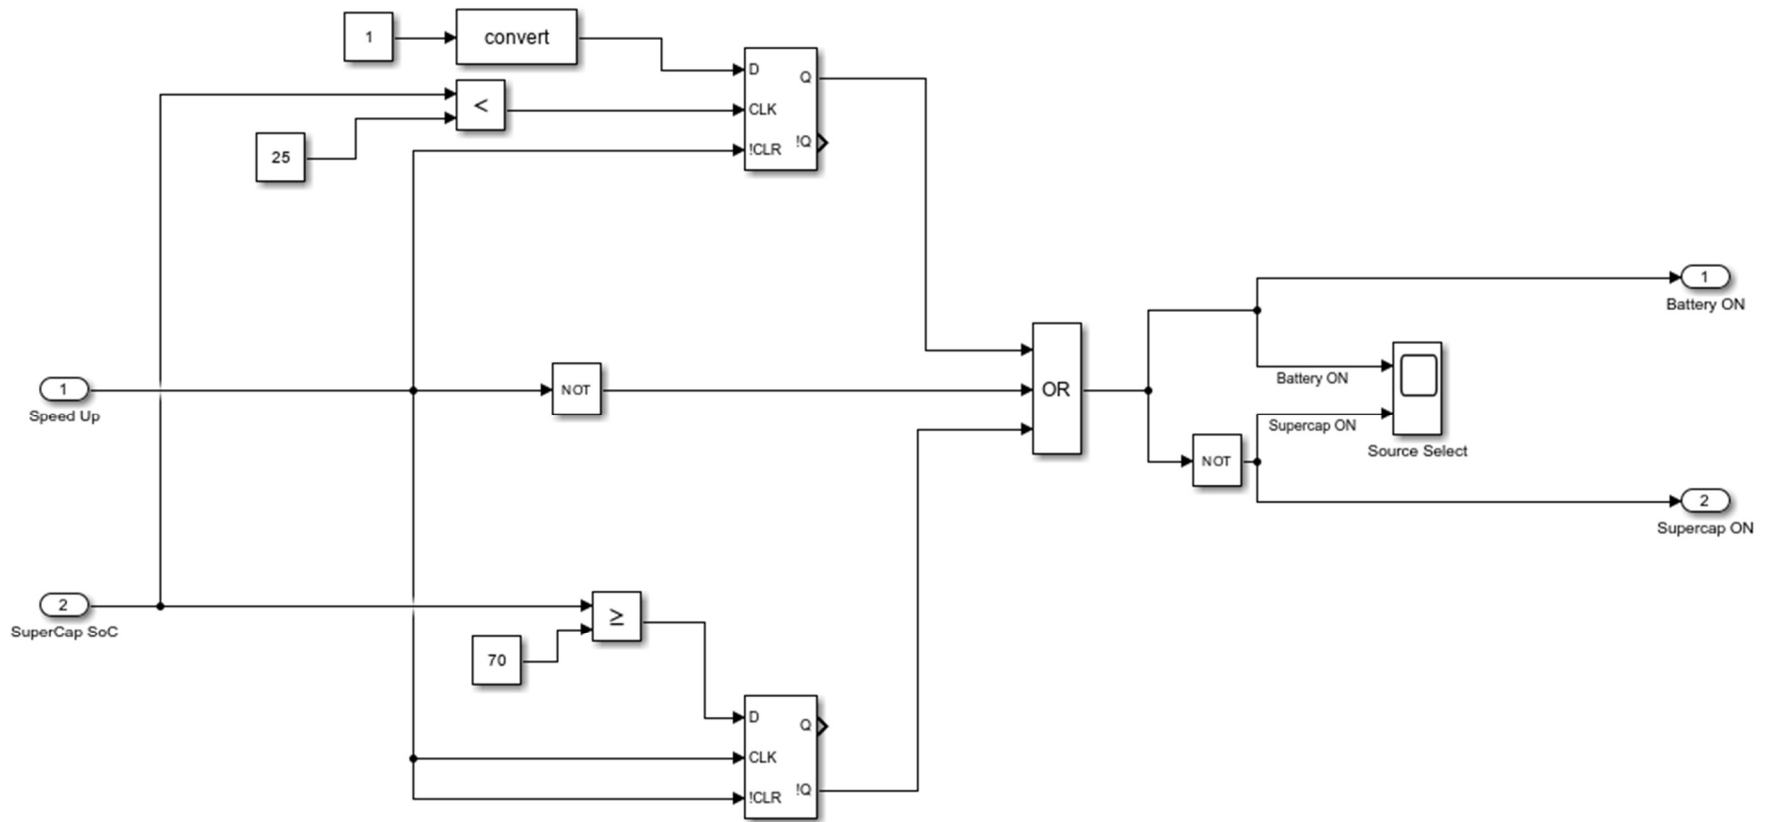 1
convert
D
Q
<
CLK
25
!CLR
!Q
1
Battery ON
1
Speed Up
NOT
OR
Battery ON
Supercap ON
Source Select
NOT
2
Supercap ON
2
SuperCap SoC
≥
70
D
Q
CLK
!CLR
!Q